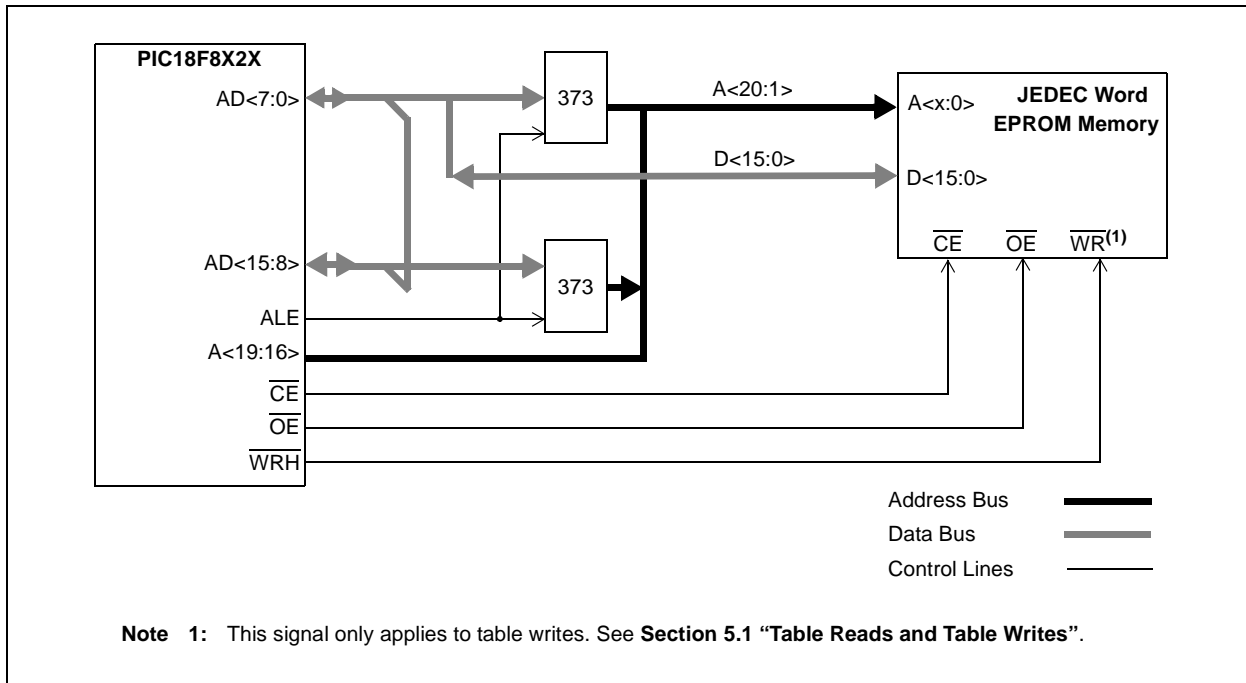 PIC18F8X2X
AD<7:0>
373
A<20:1>
A<x:0>
JEDEC Word
EPROM Memory
D<15:0>
D<15:0>
CE
OE
WR(1)
AD<15:8>
373
ALE
A<19:16>
CE
OE
WRH
Address Bus
Data Bus
Control Lines
Note 1: This signal only applies to table writes. See Section 5.1 “Table Reads and Table Writes”.